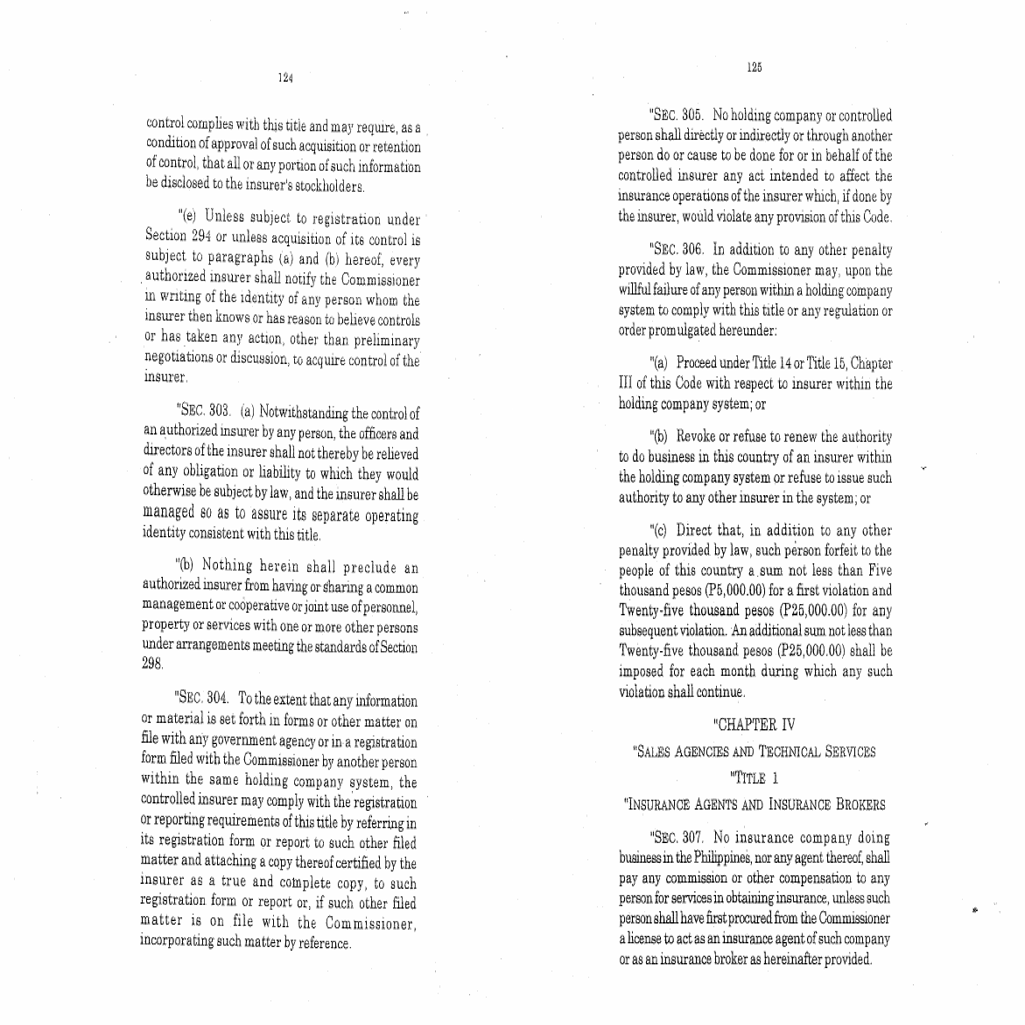 124
control complies with this title and may require, as a
condition of approval of such acquisition or retention
of control, that all or any portion of such information
be disclosed to the insurer's stockholders.
"(e) Unless subject to registration under
Section 294 or unless acquisition of its control is
subject to paragraphs (a) and (b) hereof, every
authorized insurer shall notify the Commissioner
in writing of the identity of any person whom the
insurer then knows or has reason to believe controls
or has taken any action, other than preliminary
negotiations or discussion, to acquire control of the
insurer.
"SEC. 303. (a) Notwithstanding the control of
an authorized insurer by any person, the officers and
directors of the insurer shall not thereby be relieved
of any obligation or liability to which they would
otherwise be subject by law, and the insurer shall be
managed so as to assure its separate operating
identity consistent with this title.
"(b) Nothing herein shall preclude an
authorized insurer from having or sharing a common
management or cooperative or joint use of personnel,
property or services with one or more other persons
under arrangements meeting the standards of Section
298.
"SEC. 304. To the extent that any information
or material is set forth in forms or other matter on
file with any government agency or in a registration
form filed with the Commissioner by another person
within the same holding company system, the
controlled insurer may comply with the registration
or reporting requirements of this title by referring in
its registration form or report to such other filed
matter and attaching a copy thereof certified by the
insurer as a true and complete copy, to such
registration form or report or, if such other filed
matter is on file with the Commissioner,
incorporating such matter by reference.
125
"SEC. 305. No holding company or controlled
person shall directly or indirectly or through another
person do or cause to be done for or in behalf of the
controlled insurer any act intended to affect the
insurance operations of the insurer which, if done by
the insurer, would violate any provision of this Code.
"SEC. 306. In addition to any other penalty
provided by law, the Commissioner may, upon the
willful failure of any person within a holding company
system to comply with this title or any regulation or
order promulgated hereunder:
"(a) Proceed under Title 14 or Title 15, Chapter
III of this Code with respect to insurer within the
holding company system; or
"(b) Revoke or refuse to renew the authority
to do business in this country of an insurer within
the holding company system or refuse to issue such
authority to any other insurer in the system; or
"(c) Direct that, in addition to any other
penalty provided by law, such person forfeit to the
people of this country a sum not less than Five
thousand pesos (P5,000.00) for a first violation and
Twenty-five thousand pesos (P25,000.00) for any
subsequent violation. An additional sum not less than
Twenty-five thousand pesos (P25,000.00) shall be
imposed for each month during which any such
violation shall continue.
"CHAPTER IV
"SALES AGENCIES AND TECHNICAL SERVICES
"TITLE 1
"INSURANCE AGENTS AND INSURANCE BROKERS
"SEC. 307. No insurance company doing
business in the Philippines, nor any agent thereof, shall
pay any commission or other compensation to any
person for services in obtaining insurance, unless such
person shall have first procured from the Commissioner
a license to act as an insurance agent of such company
or as an insurance broker as hereinafter provided.